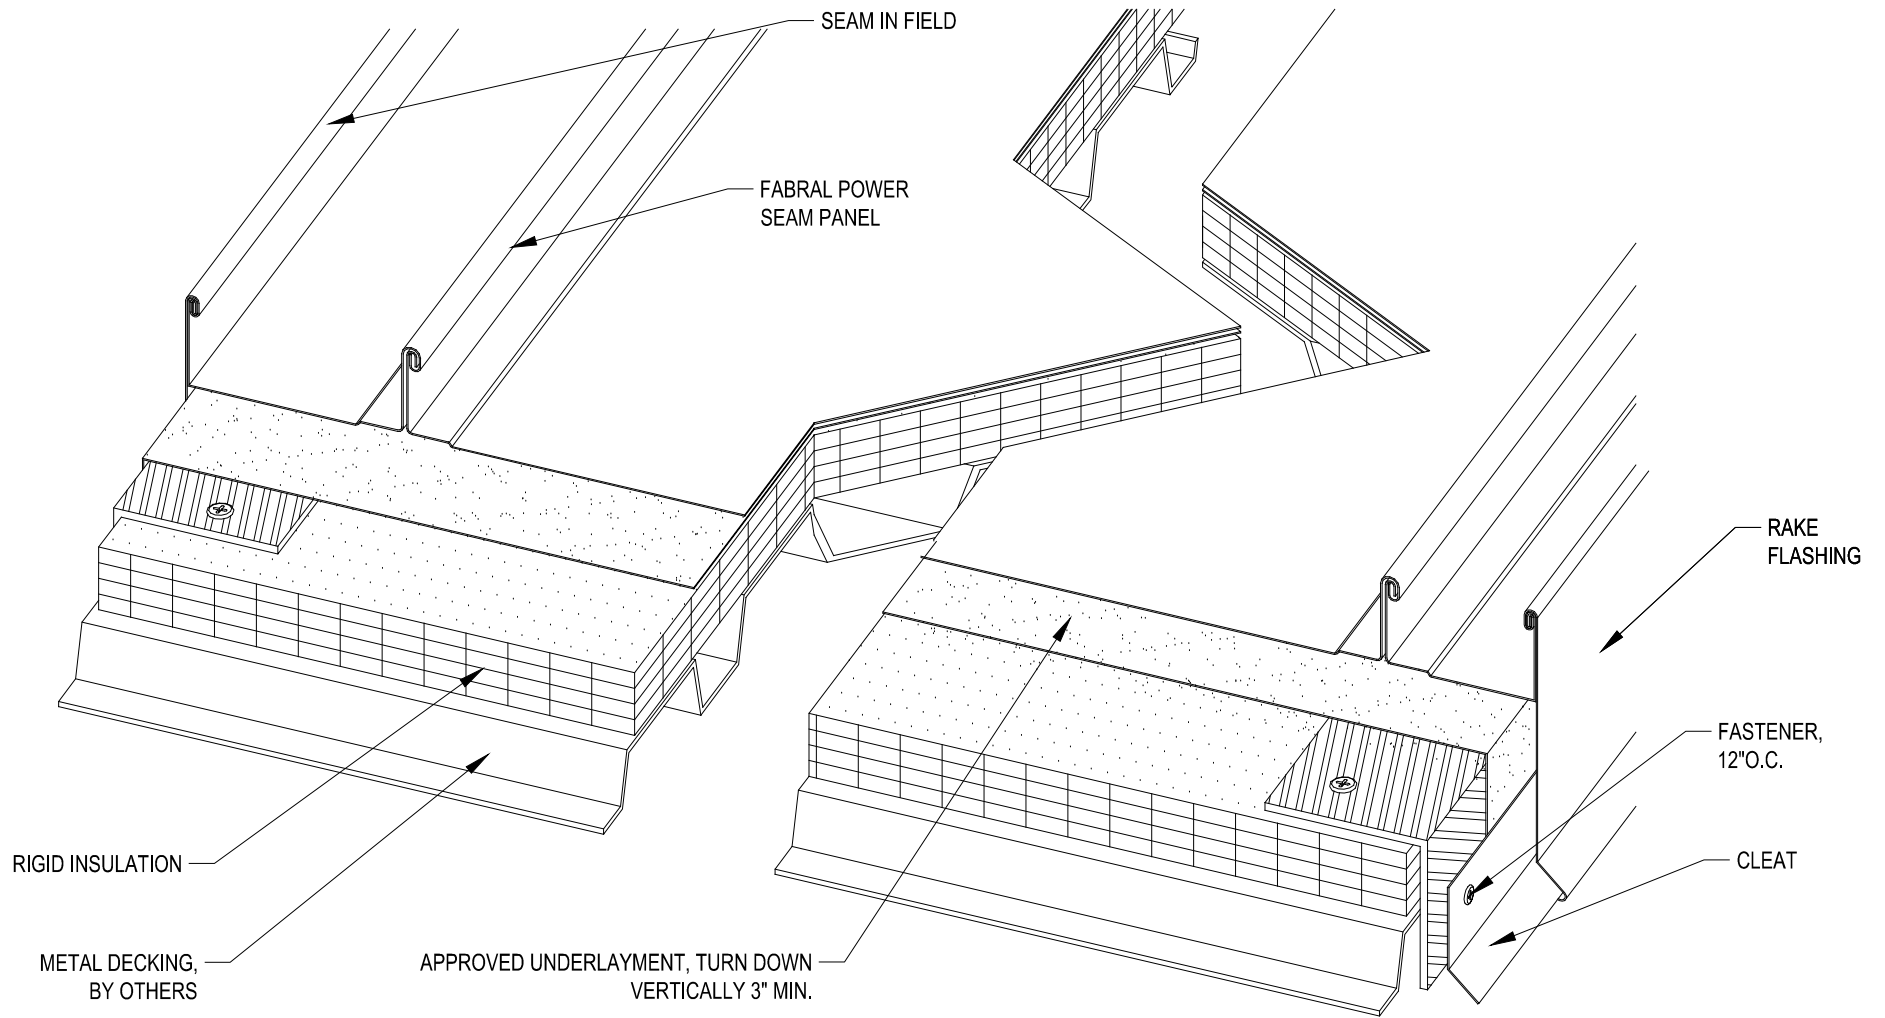 SEAM IN FIELD
FABRAL POWER
SEAM PANEL
RAKE
FLASHING
FASTENER,
12"O.C.
CLEAT
RIGID INSULATION
METAL DECKING,
BY OTHERS
APPROVED UNDERLAYMENT, TURN DOWN
VERTICALLY 3" MIN.